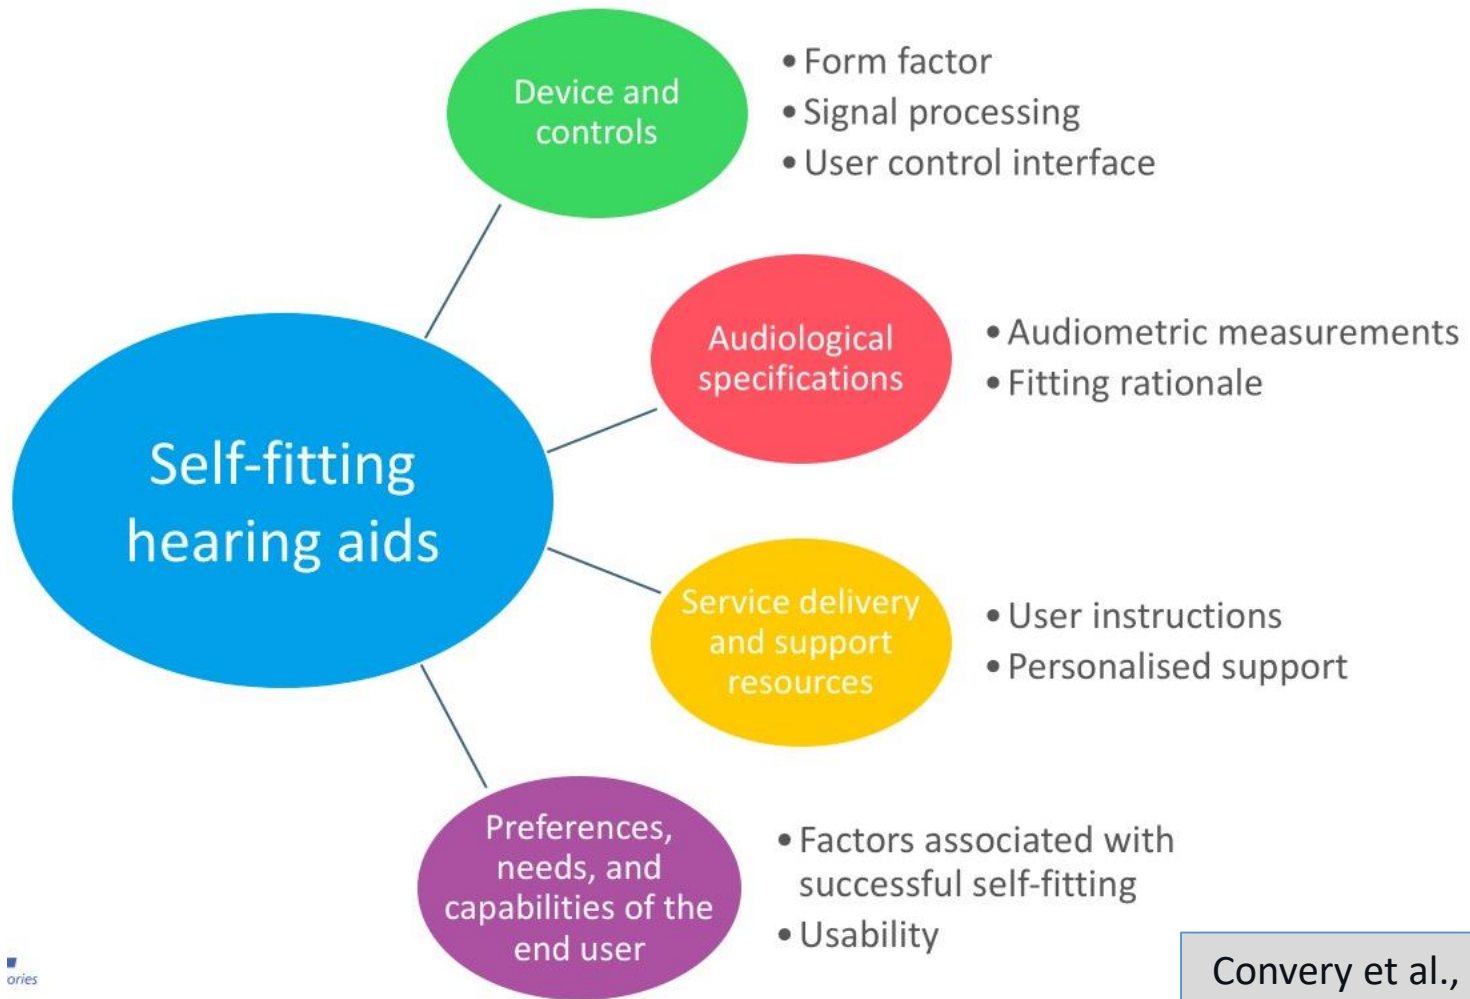 Device and
controls
• Form factor
• Signal processing
• User control interface
Audiological
specifications
• Audiometric measurements
• Fitting rationale
Self-fitting
hearing aids
Service delivery
and support
resources
• User instructions
• Personalised support
Preferences,
needs, and
capabilities of the
end user
• Factors associated with
successful self-fitting
• Usability
ories
Convery et al.,